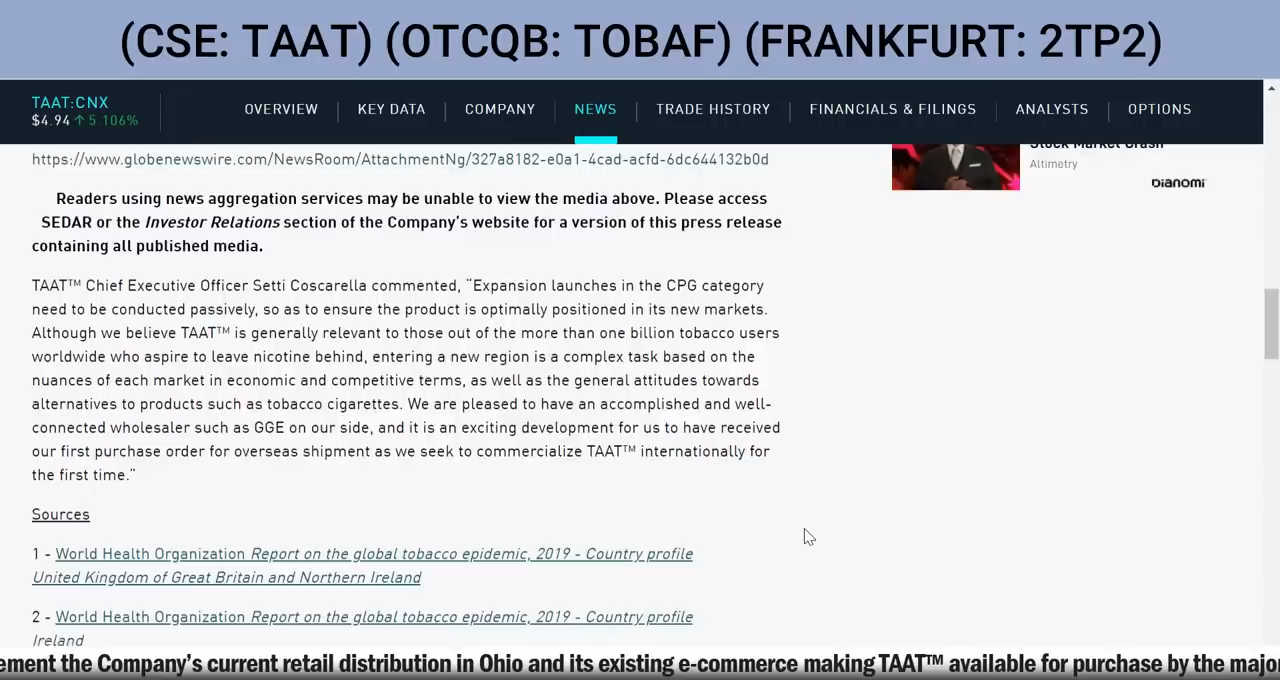 (CSE: TAAT) (OTCQB: TOBAF) (FRANKFURT: 2TP2)
TAAT:CNX
$4.94 ↑ 5.106%
OVERVIEW
KEY DATA
COMPANY
NEWS
TRADE HISTORY
FINANCIALS & FILINGS
ANALYSTS
OPTIONS
https://www.globenewswire.com/NewsRoom/AttachmentNg/327a8182-e0a1-4cad-acfd-6dc644132b0d
Stock Market Crash
Altimetry
Dianomi
Readers using news aggregation services may be unable to view the media above. Please access
SEDAR or the Investor Relations section of the Company's website for a version of this press release
containing all published media.
TAAT™ Chief Executive Officer Setti Coscarella commented, “Expansion launches in the CPG category
need to be conducted passively, so as to ensure the product is optimally positioned in its new markets.
Although we believe TAAT™ is generally relevant to those out of the more than one billion tobacco users
worldwide who aspire to leave nicotine behind, entering a new region is a complex task based on the
nuances of each market in economic and competitive terms, as well as the general attitudes towards
alternatives to products such as tobacco cigarettes. We are pleased to have an accomplished and well-
connected wholesaler such as GGE on our side, and it is an exciting development for us to have received
our first purchase order for overseas shipment as we seek to commercialize TAAT™ internationally for
the first time.”
Sources
1 - World Health Organization Report on the global tobacco epidemic, 2019 - Country profile
United Kingdom of Great Britain and Northern Ireland
2 - World Health Organization Report on the global tobacco epidemic, 2019 - Country profile
Ireland
ement the Company's current retail distribution in Ohio and its existing e-commerce making TAAT™ available for purchase by the major